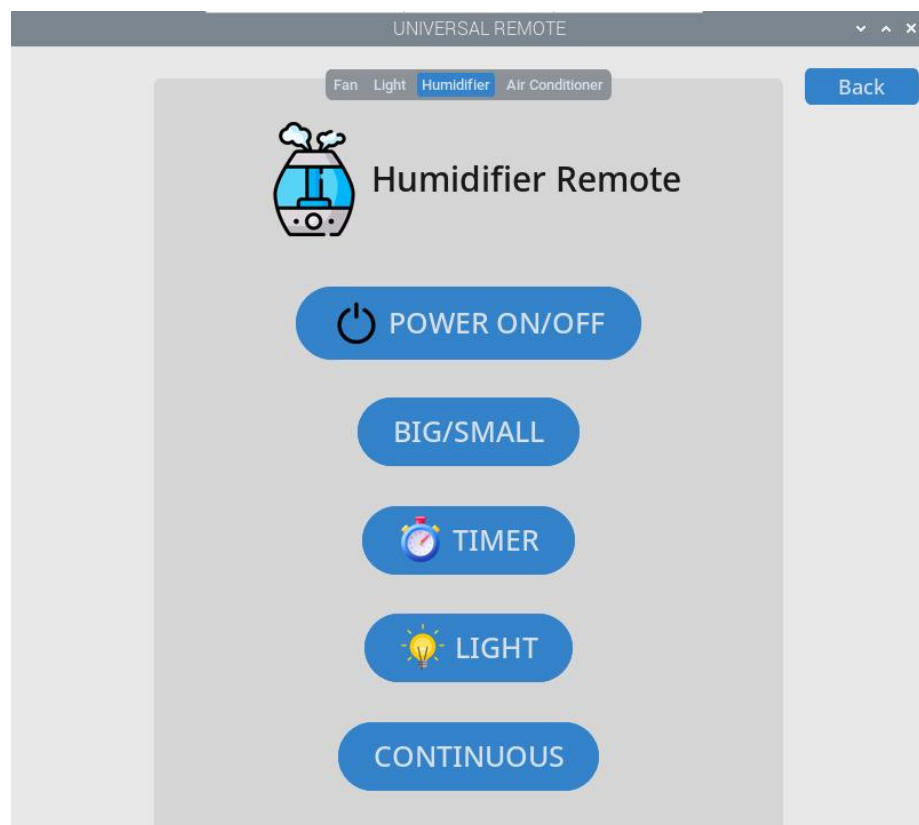 UNIVERSAL REMOTE
Fan Light Humidifier Air Conditioner
Back
Humidifier Remote
POWER ON/OFF
BIG/SMALL
TIMER
LIGHT
CONTINUOUS